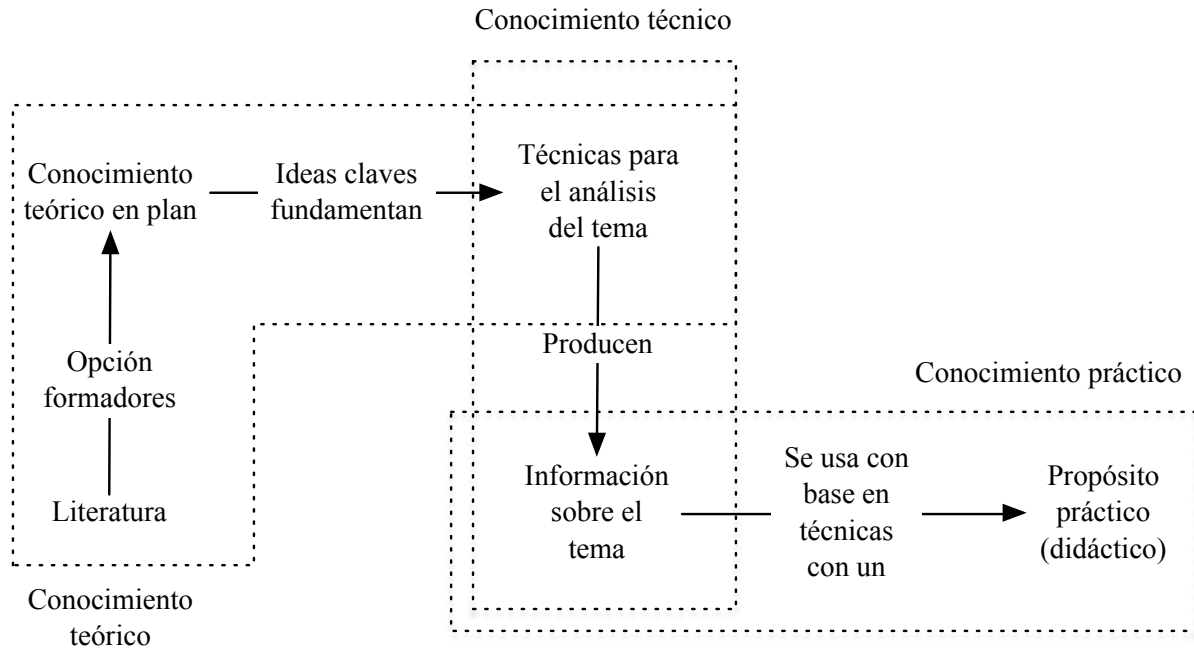 Conocimiento técnico
Conocimiento
teórico en plan
Ideas claves
fundamentan
Técnicas para
el análisis
del tema
Opción
formadores
Literatura
Conocimiento
teórico
Producen
Conocimiento práctico
Información
sobre el
tema
Se usa con
base en
técnicas
con un
Propósito
práctico
(didáctico)